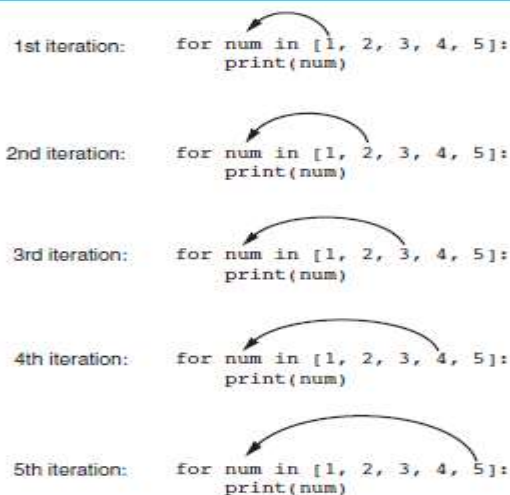 1st iteration: for num in [1, 2, 3, 4, 5]:
print(num)
2nd iteration: for num in [1, 2, 3, 4, 5]:
print(num)
3rd iteration: for num in [1, 2, 3, 4, 5]:
print(num)
4th iteration: for num in [1, 2, 3, 4, 5]:
print(num)
5th iteration: for num in [1, 2, 3, 4, 5]:
print(num)